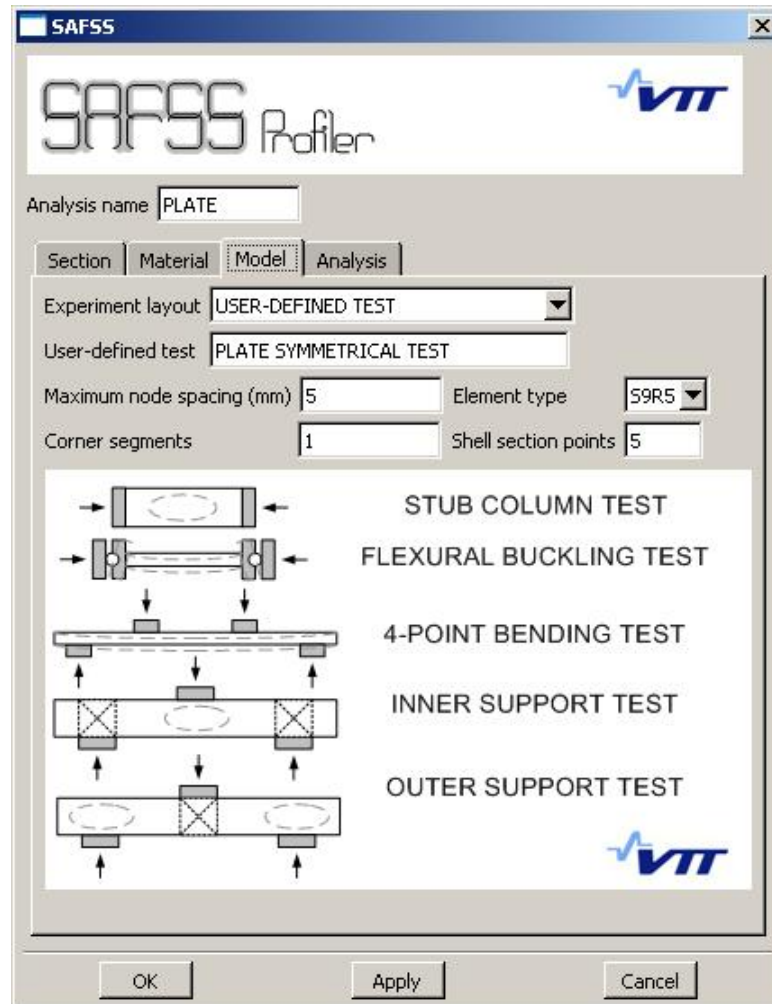 SAFSS
SAFSS Profiler
VTT
Analysis name PLATE
Section Material Model Analysis
Experiment layout USER-DEFINED TEST
User-defined test PLATE SYMMETRICAL TEST
Maximum node spacing (mm) 5 Element type S9R5
Corner segments 1 Shell section points 5
STUB COLUMN TEST
FLEXURAL BUCKLING TEST
4-POINT BENDING TEST
INNER SUPPORT TEST
OUTER SUPPORT TEST
VTT
OK Apply Cancel